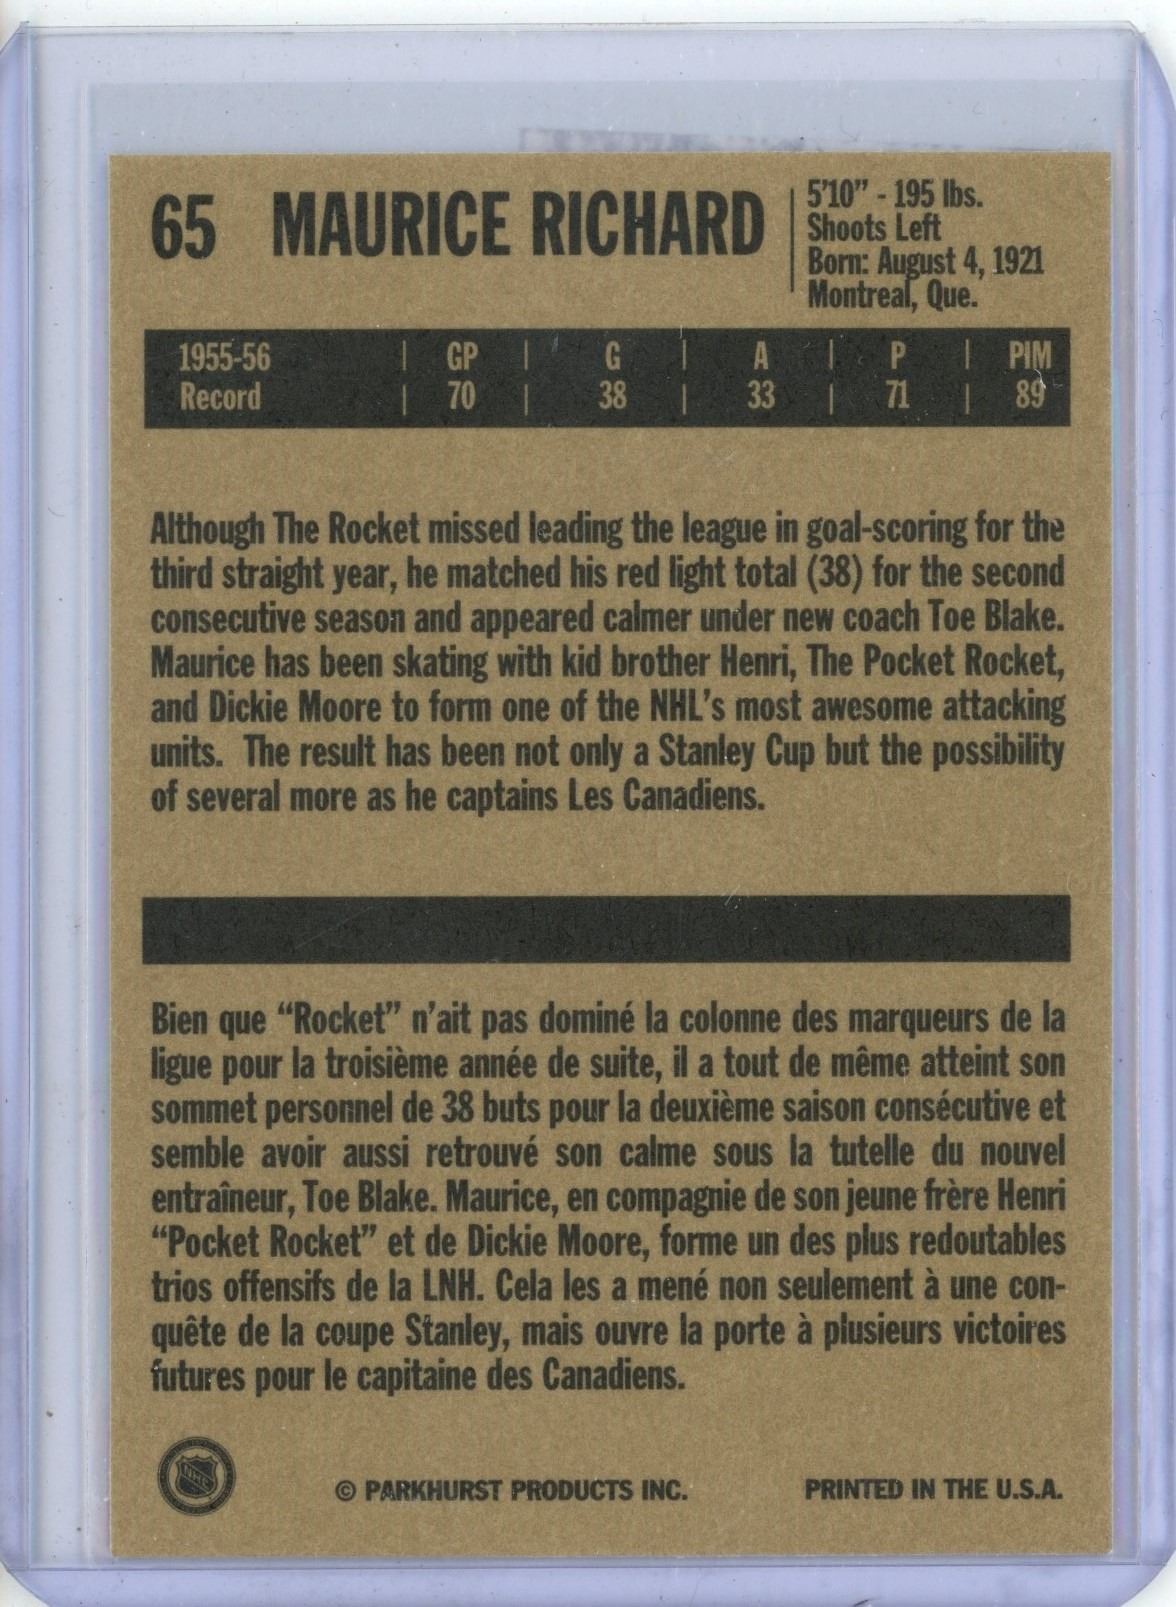 65 MAURICE RICHARD
5'10" - 195 lbs.
Shoots Left
Born: August 4, 1921
Montreal, Que.
1955-56 | GP | G | A | P | PIM
Record | 70 | 38 | 33 | 71 | 89
Although The Rocket missed leading the league in goal-scoring for the
third straight year, he matched his red light total (38) for the second
consecutive season and appeared calmer under new coach Toe Blake.
Maurice has been skating with kid brother Henri, The Pocket Rocket,
and Dickie Moore to form one of the NHL's most awesome attacking
units. The result has been not only a Stanley Cup but the possibility
of several more as he captains Les Canadiens.
Bien que “Rocket” n'ait pas dominé la colonne des marqueurs de la
ligue pour la troisième année de suite, il a tout de même atteint son
sommet personnel de 38 buts pour la deuxième saison consécutive et
semble avoir aussi retrouvé son calme sous la tutelle du nouvel
entraîneur, Toe Blake. Maurice, en compagnie de son jeune frère Henri
“Pocket Rocket” et de Dickie Moore, forme un des plus redoutables
trios offensifs de la LNH. Cela les a mené non seulement à une con-
quête de la coupe Stanley, mais ouvre la porte à plusieurs victoires
futures pour le capitaine des Canadiens.
NHL
© PARKHURST PRODUCTS INC. PRINTED IN THE U.S.A.